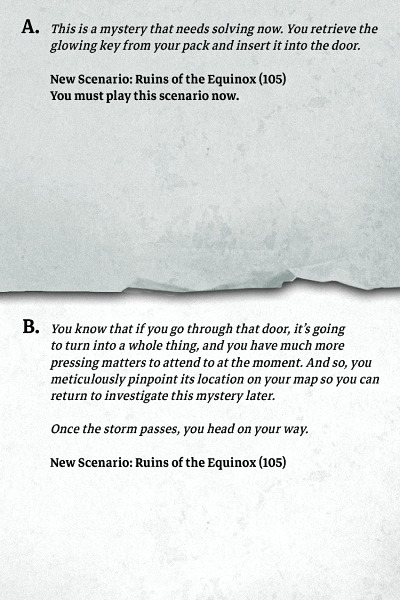 A. This is a mystery that needs solving now. You retrieve the
glowing key from your pack and insert it into the door.
New Scenario: Ruins of the Equinox (105)
You must play this scenario now.
B. You know that if you go through that door, it's going
to turn into a whole thing, and you have much more
pressing matters to attend to at the moment. And so, you
meticulously pinpoint its location on your map so you can
return to investigate this mystery later.
Once the storm passes, you head on your way.
New Scenario: Ruins of the Equinox (105)